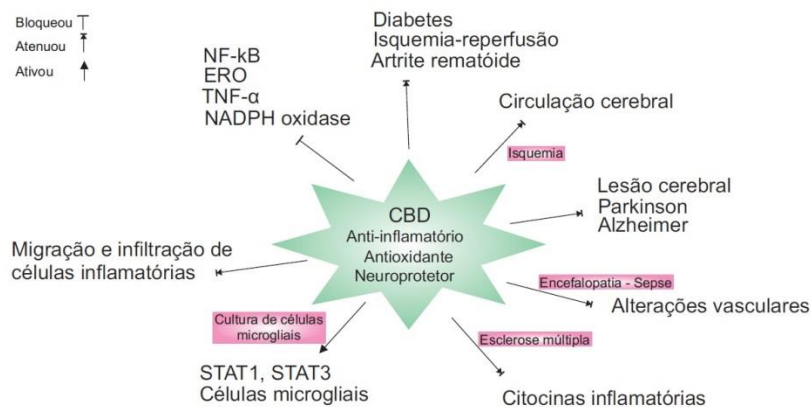 Bloqueou
Atenuou
Ativou
NF-kB
ERO
TNF-α
NADPH oxidase
Diabetes
Isquemia-reperfusão
Artrite rematóide
Circulação cerebral
Isquemia
Lesão cerebral
Parkinson
Alzheimer
CBD
Anti-inflamatório
Antioxidante
Neuroprotetor
Migração e infiltração de
células inflamatórias
Encefalopatia - Sepse
Alterações vasculares
Cultura de células
microgliais
Esclerose múltipla
STAT1, STAT3
Células microgliais
Citocinas inflamatórias